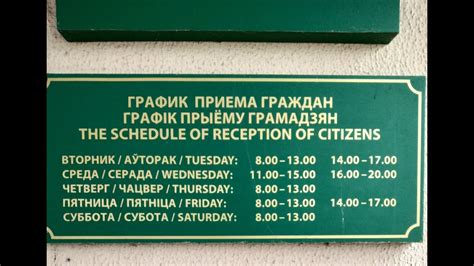 ГРАФИК ПРИЕМА ГРАЖДАН
ГРАФІК ПРЫЁМУ ГРАМАДЗЯН
THE SCHEDULE OF RECEPTION OF CITIZENS
ВТОРНИК / АЎТОРАК / TUESDAY: 8.00 – 13.00 14.00 – 17.00
СРЕДА / СЕРАДА / WEDNESDAY: 11.00 – 15.00 16.00 – 20.00
ЧЕТВЕРГ / ЧАЦВЕР / THURSDAY: 8.00 – 13.00
ПЯТНИЦА / ПЯТНІЦА / FRIDAY: 8.00 – 13.00 14.00 – 17.00
СУББОТА / СУБОТА / SATURDAY: 8.00 – 13.00